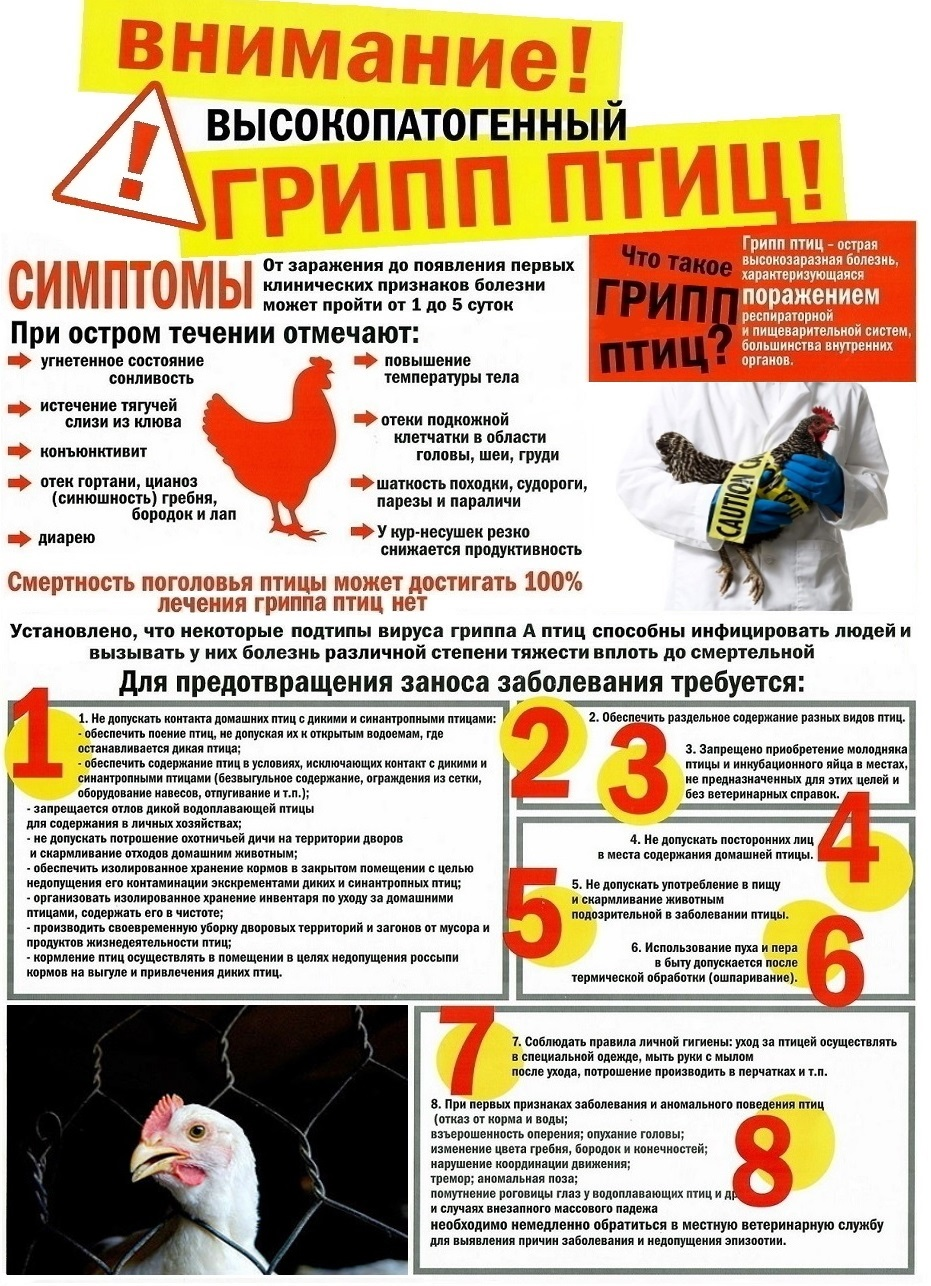 внимание!
ВЫСОКОПАТОГЕННЫЙ
ГРИПП ПТИЦ!
СИМПТОМЫ
От заражения до появления первых
клинических признаков болезни
может пройти от 1 до 5 суток
Что такое
ГРИПП
ПТИЦ?
Грипп птиц – острая
высокозаразная болезнь,
характеризующаяся
поражением
респираторной
и пищеварительной систем,
большинства внутренних
органов.
При остром течении отмечают:
угнетенное состояние
сонливость
истечение тягучей
слизи из клюва
конъюнктивит
отек гортани, цианоз
(синюшность) гребня,
бородок и лап
диарею
повышение
температуры тела
отеки подкожной
клетчатки в области
головы, шеи, груди
шаткость походки, судороги,
парезы и параличи
У кур-несушек резко
снижается продуктивность
CAUTION
Смертность поголовья птицы может достигать 100%
лечения гриппа птиц нет
Установлено, что некоторые подтипы вируса гриппа А птиц способны инфицировать людей и
вызывать у них болезнь различной степени тяжести вплоть до смертельной
Для предотвращения заноса заболевания требуется:
1
1. Не допускать контакта домашних птиц с дикими и синантропными птицами:
- обеспечить поение птиц, не допуская их к открытым водоемам, где
останавливается дикая птица;
- обеспечить содержание птиц в условиях, исключающих контакт с дикими и
синантропными птицами (безвыгульное содержание, ограждения из сетки,
оборудование навесов, отпугивание и т.п.);
- запрещается отлов дикой водоплавающей птицы
для содержания в личных хозяйствах;
- не допускать потрошение охотничьей дичи на территории дворов
и скармливание отходов домашним животным;
- обеспечить изолированное хранение кормов в закрытом помещении с целью
недопущения его контаминации экскрементами диких и синантропных птиц;
- организовать изолированное хранение инвентаря по уходу за домашними
птицами, содержать его в чистоте;
- производить своевременную уборку дворовых территорий и загонов от мусора и
продуктов жизнедеятельности птиц;
- кормление птиц осуществлять в помещении в целях недопущения россыпи
кормов на выгуле и привлечения диких птиц.
2
2. Обеспечить раздельное содержание разных видов птиц.
3
3. Запрещено приобретение молодняка
птицы и инкубационного яйца в местах,
не предназначенных для этих целей и
без ветеринарных справок.
4
4. Не допускать посторонних лиц
в места содержания домашней птицы.
5
5. Не допускать употребление в пищу
и скармливание животным
подозрительной в заболевании птицы.
6
6. Использование пуха и пера
в быту допускается после
термической обработки (ошпаривание).
7
7. Соблюдать правила личной гигиены: уход за птицей осуществлять
в специальной одежде, мыть руки с мылом
после ухода, потрошение производить в перчатках и т.п.
8. При первых признаках заболевания и аномального поведения птиц
(отказ от корма и воды;
взъерошенность оперения; опухание головы;
изменение цвета гребня, бородок и конечностей;
нарушение координации движения;
тремор; аномальная поза;
помутнение роговицы глаз у водоплавающих птиц и др
8
и случаях внезапного массового падежа
необходимо немедленно обратиться в местную ветеринарную службу
для выявления причин заболевания и недопущения эпизоотии.